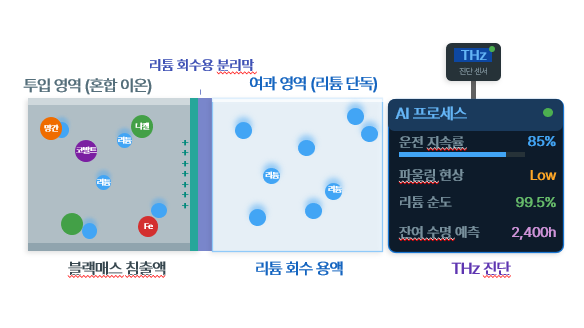 THz
진단 센서
리튬 회수용 분리막
투입 영역 (혼합 이온)
여과 영역 (리튬 단독)
AI 프로세스
망간
리튬
니켈
코발트
리튬
Fe
+
+
+
+
+
+
+
리튬
리튬
운전 지속률 85%
파울링 현상 Low
리튬 순도 99.5%
잔여 수명 예측 2,400h
블랙매스 침출액
리튬 회수 용액
THz 진단